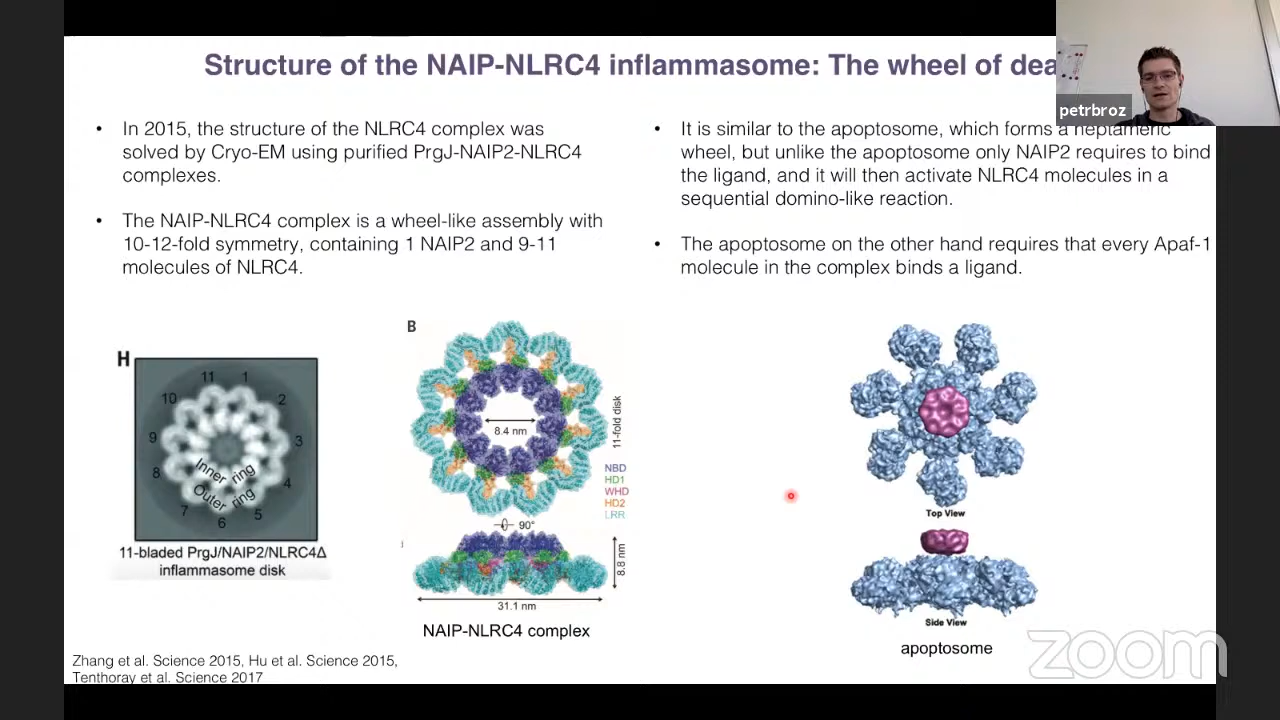 Structure of the NAIP-NLRC4 inflammasome: The wheel of dea
petrbroz
• In 2015, the structure of the NLRC4 complex was
solved by Cryo-EM using purified PrgJ-NAIP2-NLRC4
complexes.
• The NAIP-NLRC4 complex is a wheel-like assembly with
10-12-fold symmetry, containing 1 NAIP2 and 9-11
molecules of NLRC4.
• It is similar to the apoptosome, which forms a heptameric
wheel, but unlike the apoptosome only NAIP2 requires to bind
the ligand, and it will then activate NLRC4 molecules in a
sequential domino-like reaction.
• The apoptosome on the other hand requires that every Apaf-1
molecule in the complex binds a ligand.
H
11
1
10
2
9
3
8
4
7
5
6
Inner ring
Outer ring
11-bladed PrgJ/NAIP2/NLRC4Δ
inflammasome disk
B
8.4 nm
11-fold disk
NBD
HD1
WHD
HD2
LRR
90°
8.8 nm
31.1 nm
NAIP-NLRC4 complex
Top View
Side View
apoptosome
Zhang et al. Science 2015, Hu et al. Science 2015,
Tenthoray et al. Science 2017
zoom